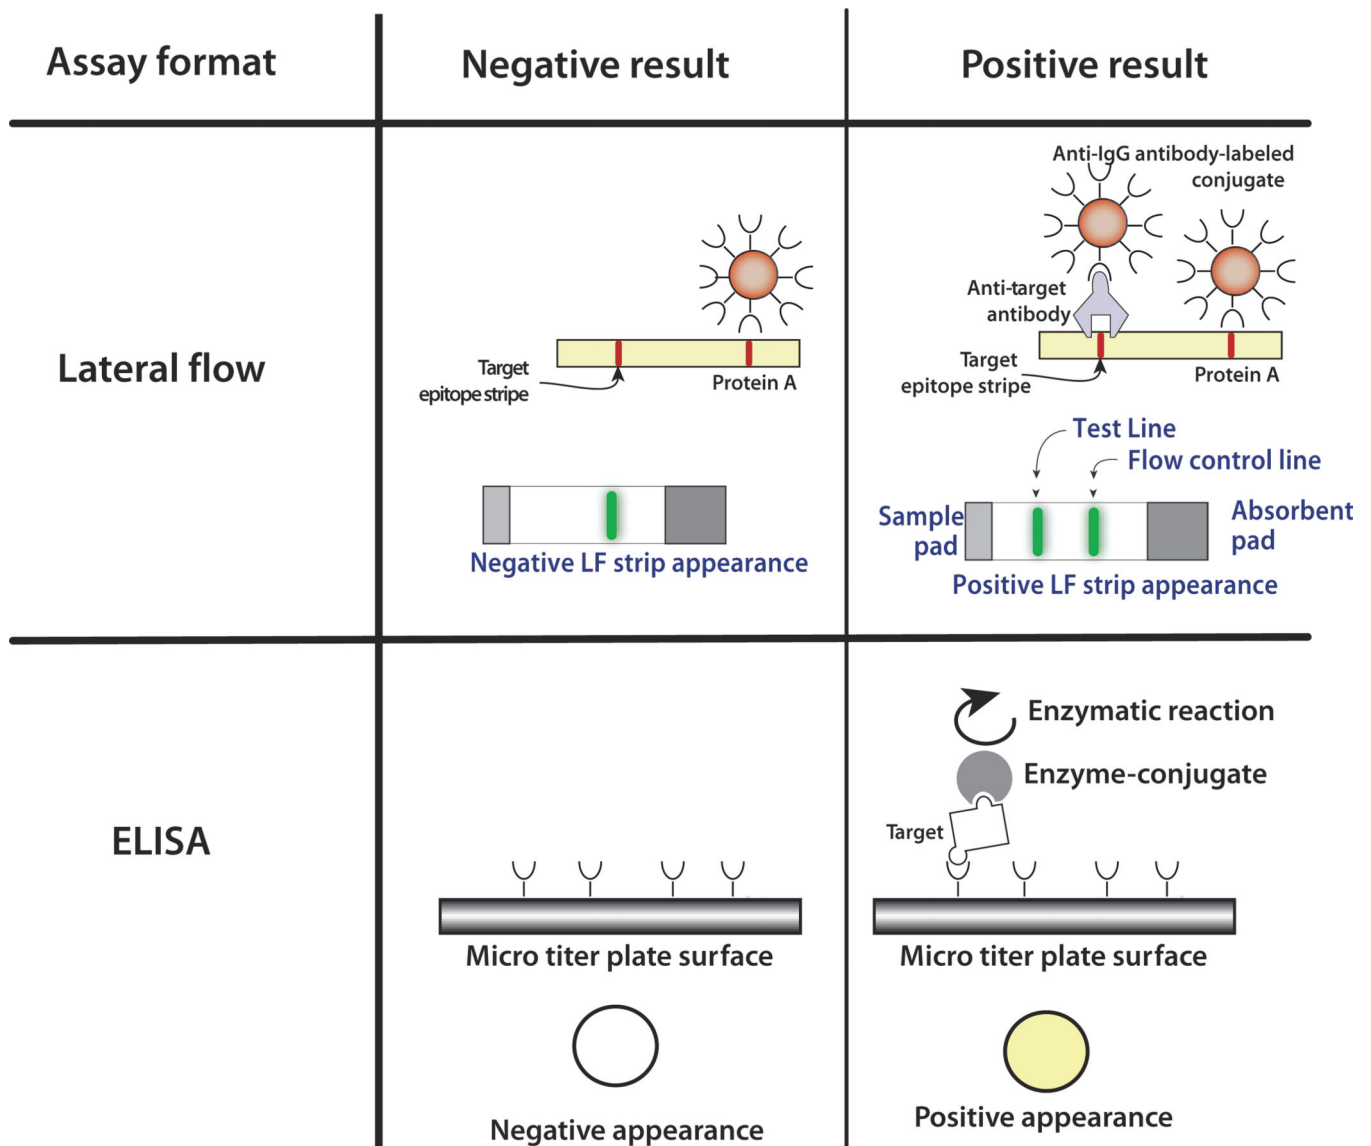 Assay format
Negative result
Positive result
Lateral flow
Target
epitope stripe
Protein A
Negative LF strip appearance
Anti-IgG antibody-labeled
conjugate
Anti-target
antibody
Target
epitope stripe
Protein A
Test Line
Flow control line
Sample
pad
Absorbent
pad
Positive LF strip appearance
ELISA
Micro titer plate surface
Negative appearance
Enzymatic reaction
Enzyme-conjugate
Target
Micro titer plate surface
Positive appearance